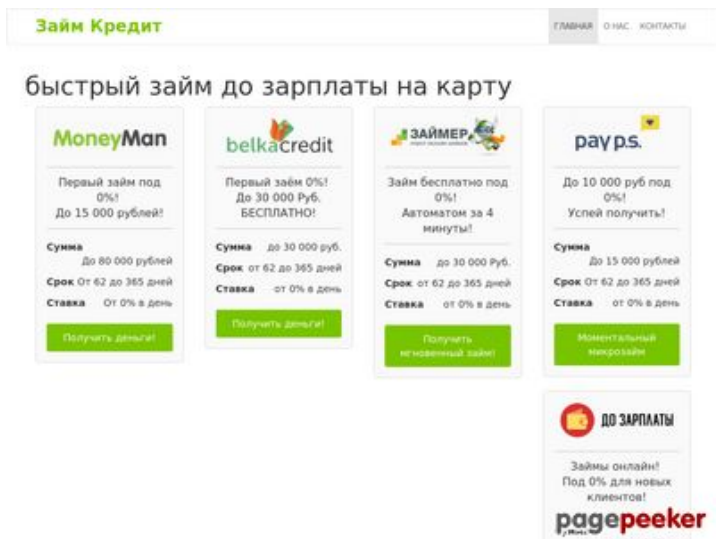 Займ Кредит
ГЛАВНАЯ О НАС. КОНТАКТЫ
быстрый займ до зарплаты на карту
MoneyMan
Первый займ под
0%!
До 15 000 рублей!
Сумма
До 80 000 рублей
Срок От 62 до 365 дней
Ставка От 0% в день
Получить деньги!
belkacredit
Первый заём 0%!
До 30 000 Руб.
БЕСПЛАТНО!
Сумма до 30 000 руб.
Срок от 62 до 365 дней
Ставка от 0% в день
Получить деньги!
ЗАЙМЕР
Займ бесплатно под
0%!
Автоматом за 4
минуты!
Сумма до 30 000 Руб.
Срок от 62 до 365 дней
Ставка от 0% в день
Получить
мгновенный займ!
pay p.s.
До 10 000 руб под
0%!
Успей получить!
Сумма
До 15 000 рублей
Срок От 62 до 365 дней
Ставка от 0% в день
Моментальный
микрозайм
ДО ЗАРПЛАТЫ
Займы онлайн!
Под 0% для новых
клиентов!
pagepeeker